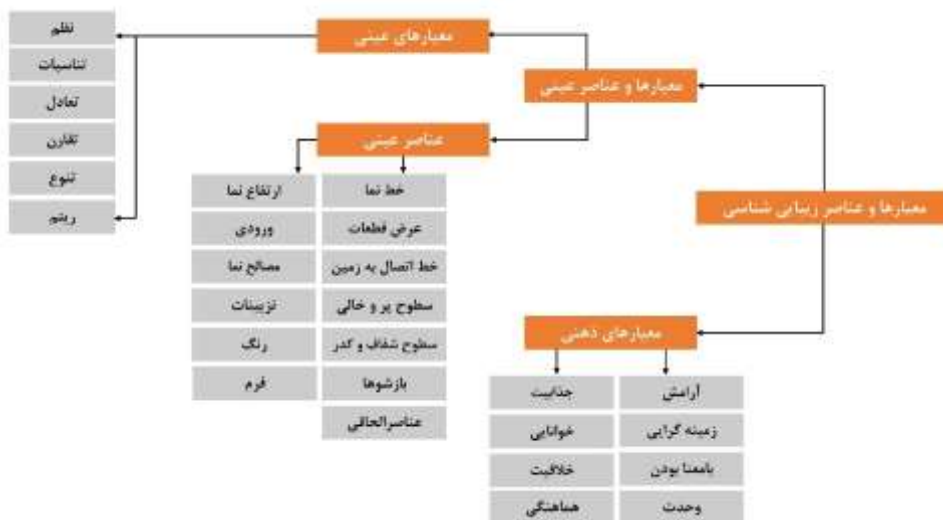 معیارها و عناصر زیبایی شناسی
معیارها و عناصر عینی
معیارهای عینی
نظم
تناسبات
تعادل
تقارن
تنوع
ریتم
عناصر عینی
خط نما
عرض قطعات
خط اتصال به زمین
سطوح پر و خالی
سطوح شفاف و کدر
بازشوها
عناصرالحاقی
ارتفاع نما
ورودی
مصالح نما
تزیینات
رنگ
فرم
معیارهای ذهنی
آرامش
زمینه گرایی
بامعنا بودن
وحدت
جذابیت
خوانایی
خلاقیت
هماهنگی